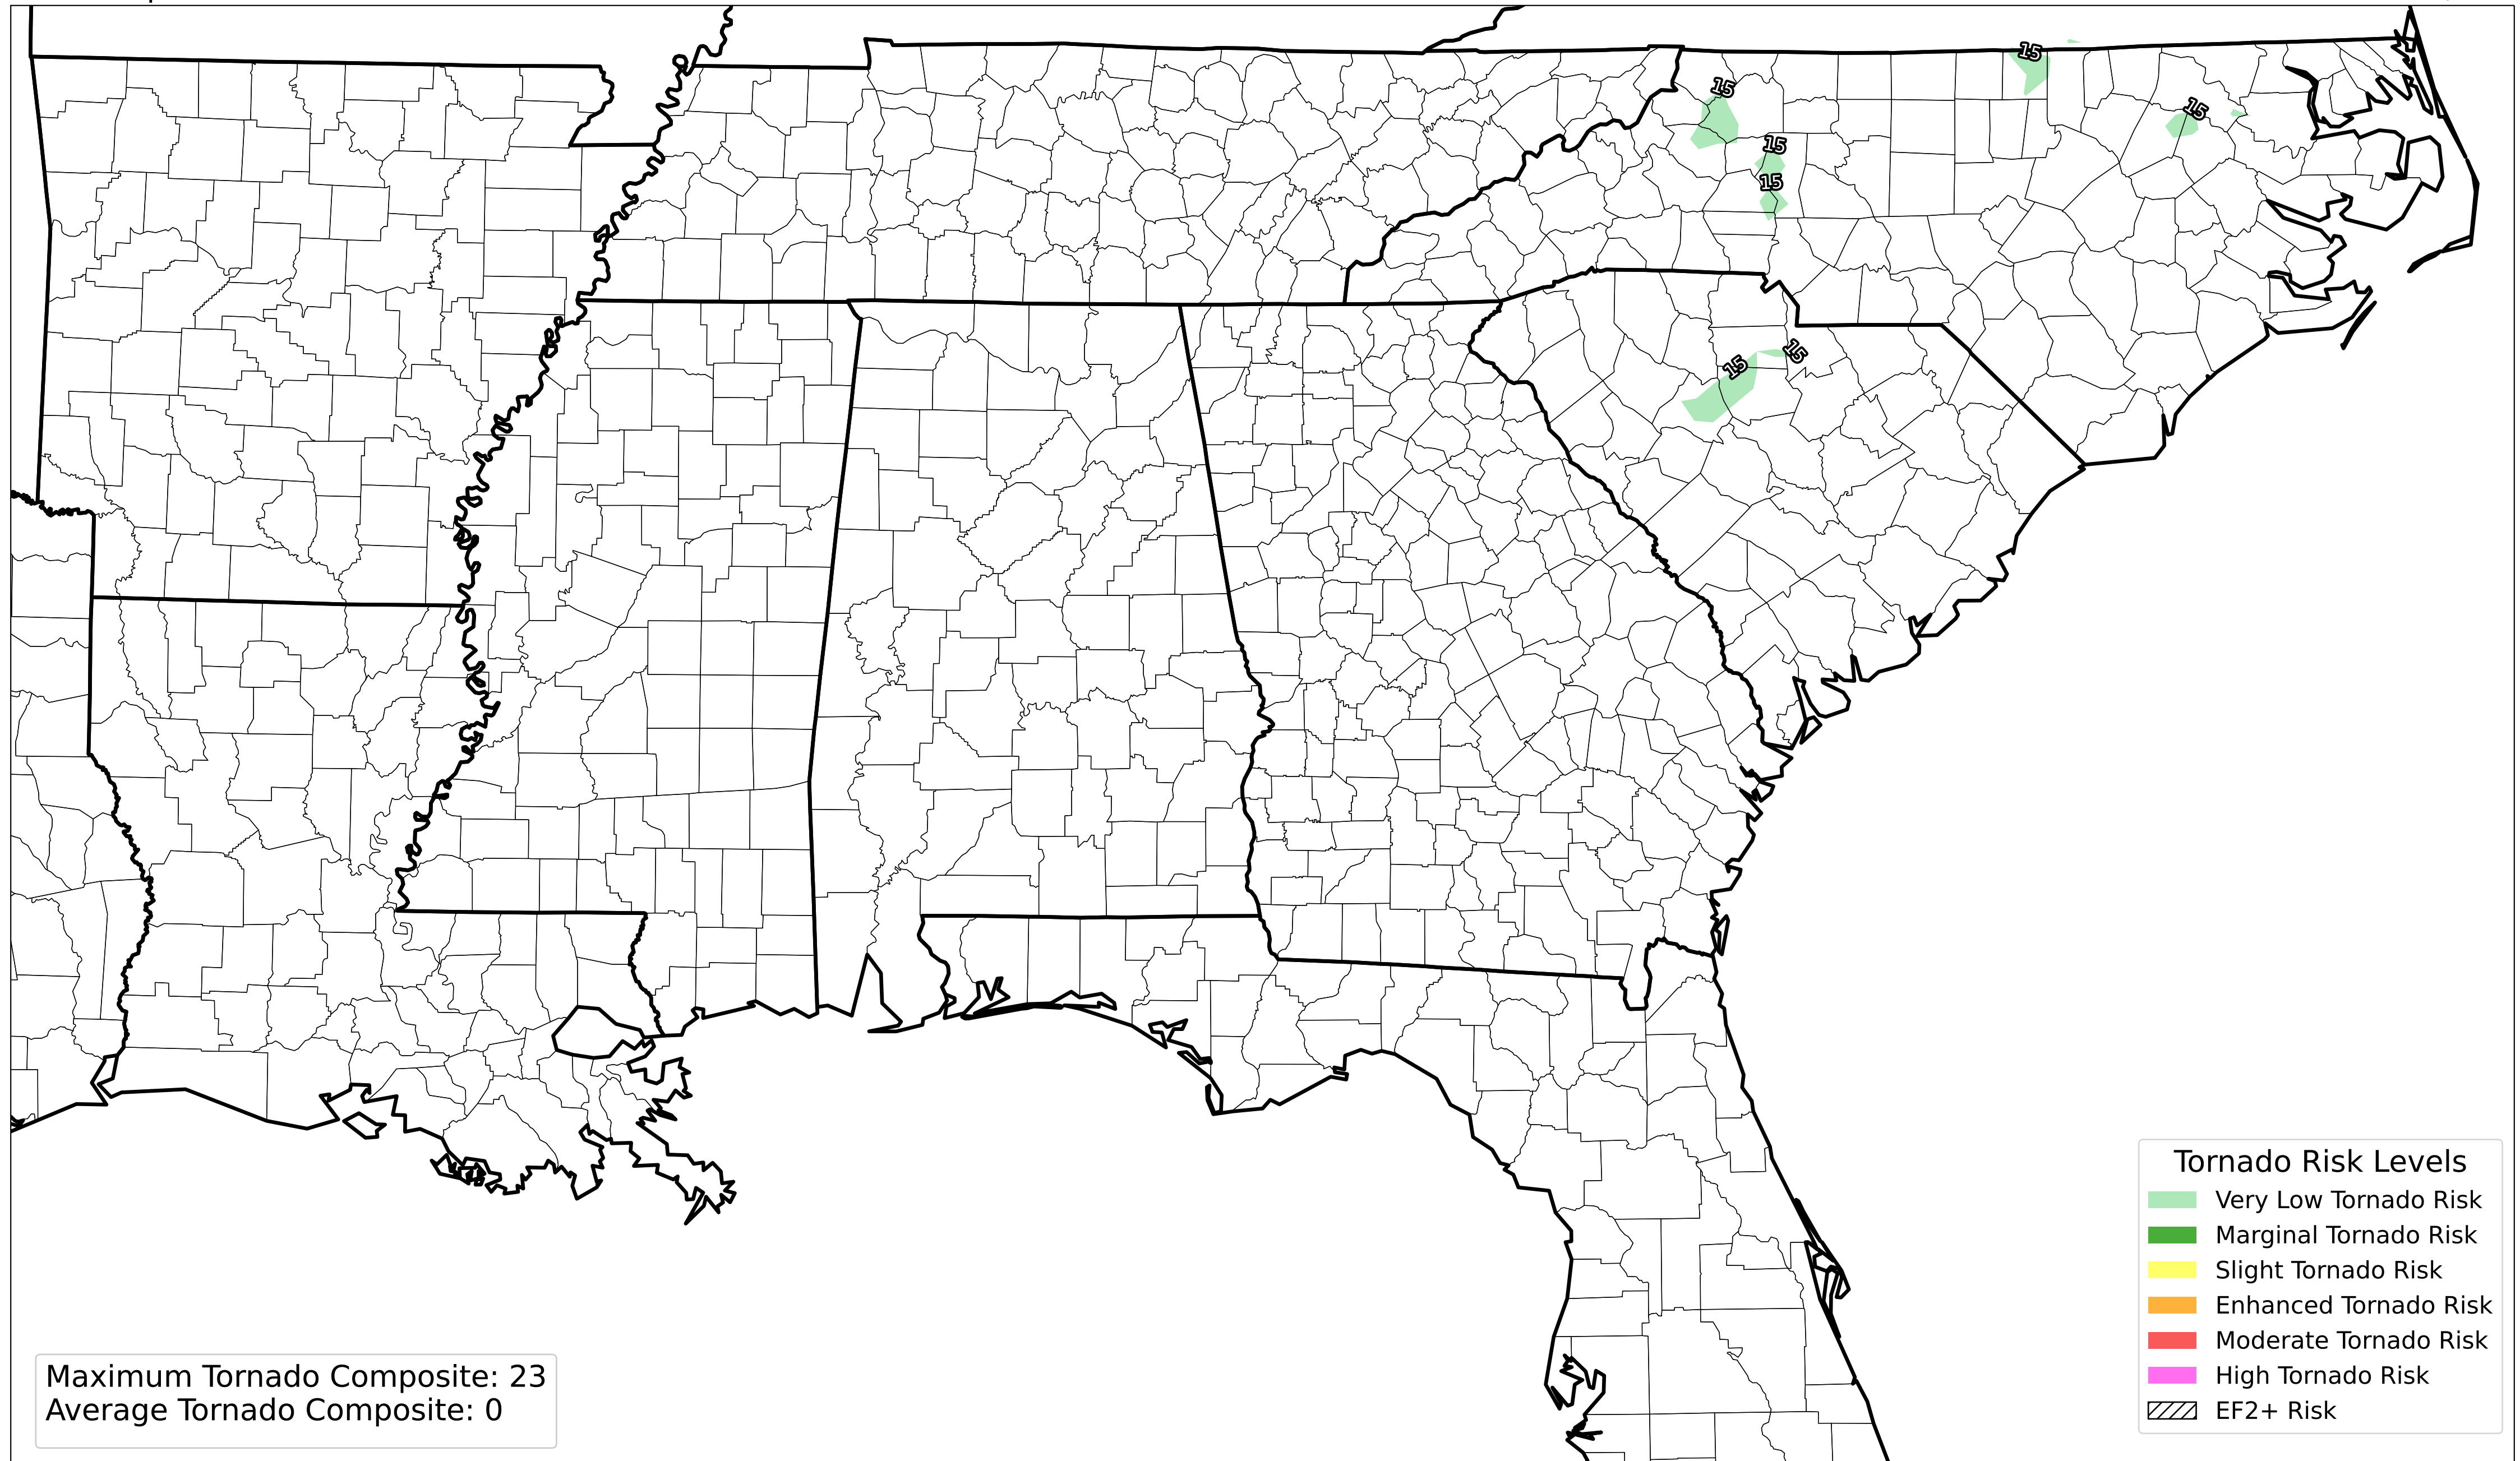 15
15
15
15
15
15
15
Tornado Risk Levels
Very Low Tornado Risk
Marginal Tornado Risk
Slight Tornado Risk
Enhanced Tornado Risk
Moderate Tornado Risk
High Tornado Risk
EF2+ Risk
Maximum Tornado Composite: 23
Average Tornado Composite: 0